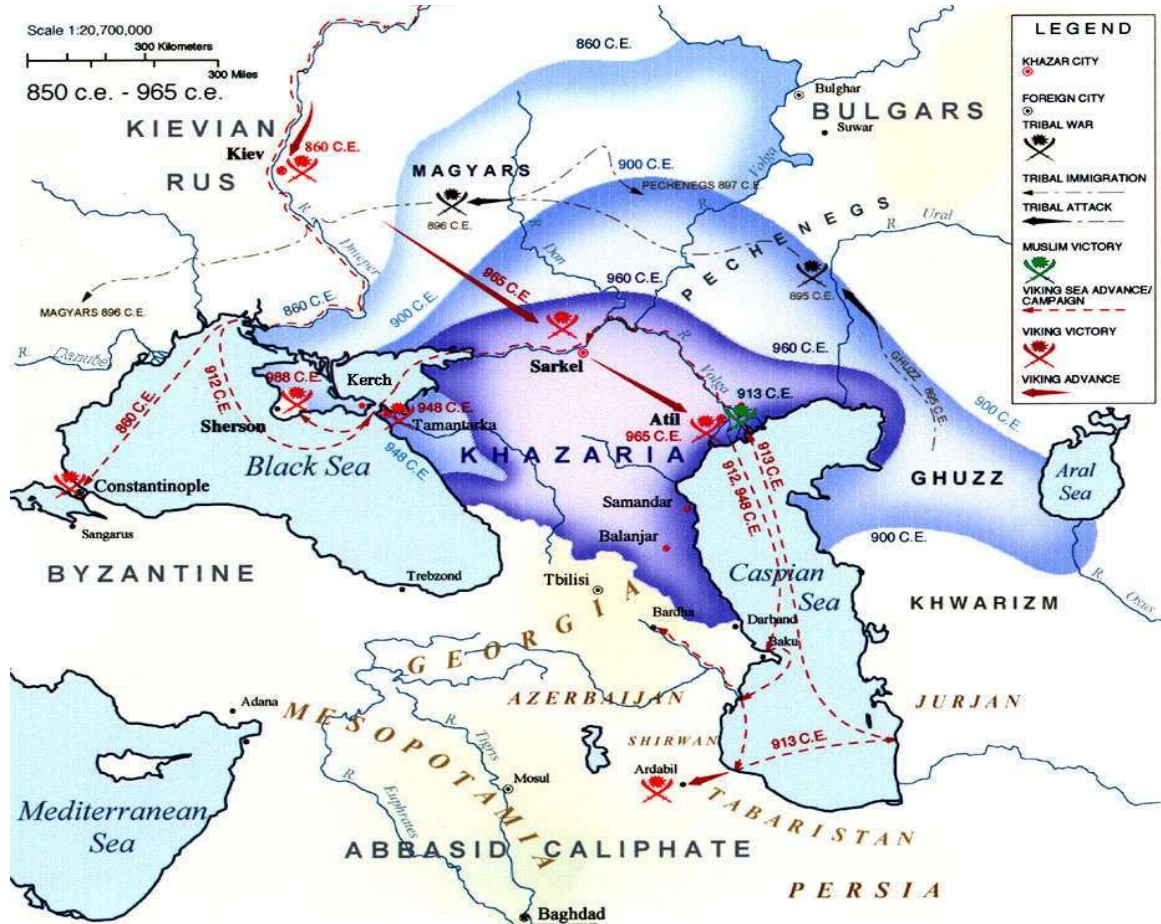 Scale 1:20,700,000
300 Kilometers
300 Miles
850 c.e. - 965 c.e.
LEGEND
KHAZAR CITY
FOREIGN CITY
TRIBAL WAR
TRIBAL IMMIGRATION
TRIBAL ATTACK
MUSLIM VICTORY
VIKING SEA ADVANCE/
CAMPAIGN
VIKING VICTORY
VIKING ADVANCE
KIEVIAN
RUS
Kiev
860 C.E.
860 C.E.
Bulghar
BULGARS
Suwar
R. Volga
MAGYARS
896 C.E.
900 C.E.
PECHENEGS 897 C.E.
PECHENEGS
R. Ural
R. Dnieper
R. Don
MAGYARS 896 C.E.
860 C.E.
900 C.E.
965 C.E.
960 C.E.
895 C.E.
R. Danube
Sarkel
R. Volga
960 C.E.
GHUZZ 895 C.E.
900 C.E.
860 C.E.
912 C.E.
988 C.E.
Kerch
Sherson
948 C.E.
Tamantarka
948 C.E.
Black Sea
Atil
965 C.E.
913 C.E.
KHAZARIA
912, 948 C.E.
913 C.E.
GHUZZ
Aral
Sea
900 C.E.
Constantinople
Sangarus
BYZANTINE
Trebzond
Samandar
Balanjar
Tbilisi
GEORGIA
Bardha
Darband
Baku
Caspian
Sea
KHWARIZM
R. Oxus
Adana
MESOPOTAMIA
AZERBAIJAN
SHIRWAN
JURJAN
913 C.E.
Ardabil
TABARISTAN
R. Tigris
Mosul
R. Euphrates
Mediterranean
Sea
ABBASID CALIPHATE
PERSIA
Baghdad